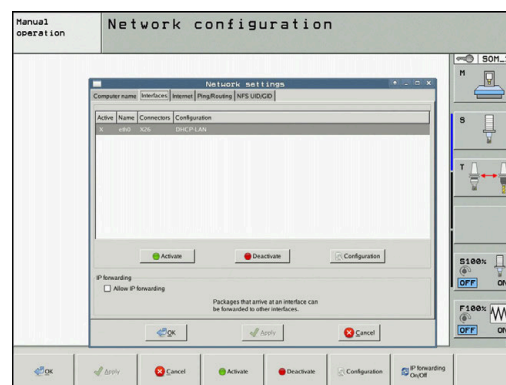 Manual operation
Network configuration
SOM_
Network settings
Computer name Interfaces Internet Ping/Routing NFS UID/GID
Active Name Connectors Configuration
X eth0 X26 DHCP-LAN
Activate Deactivate Configuration
IP forwarding
Allow IP forwarding
Packages that arrive at an interface can
be forwarded to other interfaces.
OK Apply Cancel
M
S
T
S100%
OFF ON
F100%
OFF ON
OK Apply Cancel Activate Deactivate Configuration IP forwarding On/Off